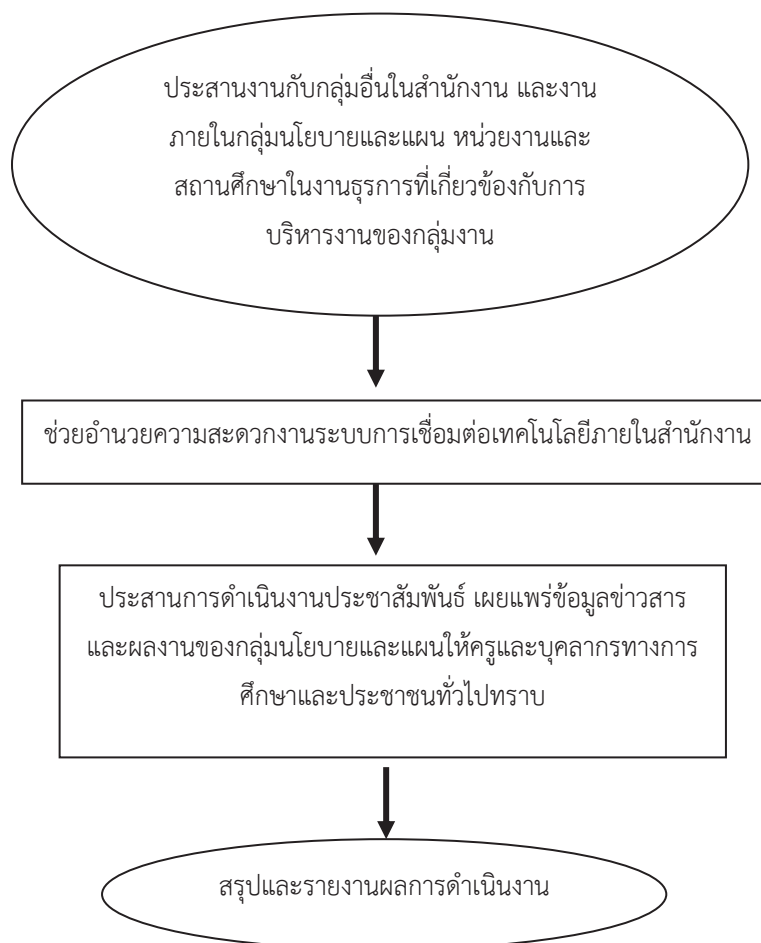 ประสานงานกับกลุ่มอื่นในสำนักงาน และงาน
ภายในกลุ่มนโยบายและแผน หน่วยงานและ
สถานศึกษาในงานธุรการที่เกี่ยวข้องกับการ
บริหารงานของกลุ่มงาน
ช่วยอำนวยความสะดวกงานระบบการเชื่อมต่อเทคโนโลยีภายในสำนักงาน
ประสานการดำเนินงานประชาสัมพันธ์ เผยแพร่ข้อมูลข่าวสาร
และผลงานของกลุ่มนโยบายและแผนให้ครูและบุคลากรทางการ
ศึกษาและประชาชนทั่วไปทราบ
สรุปและรายงานผลการดำเนินงาน